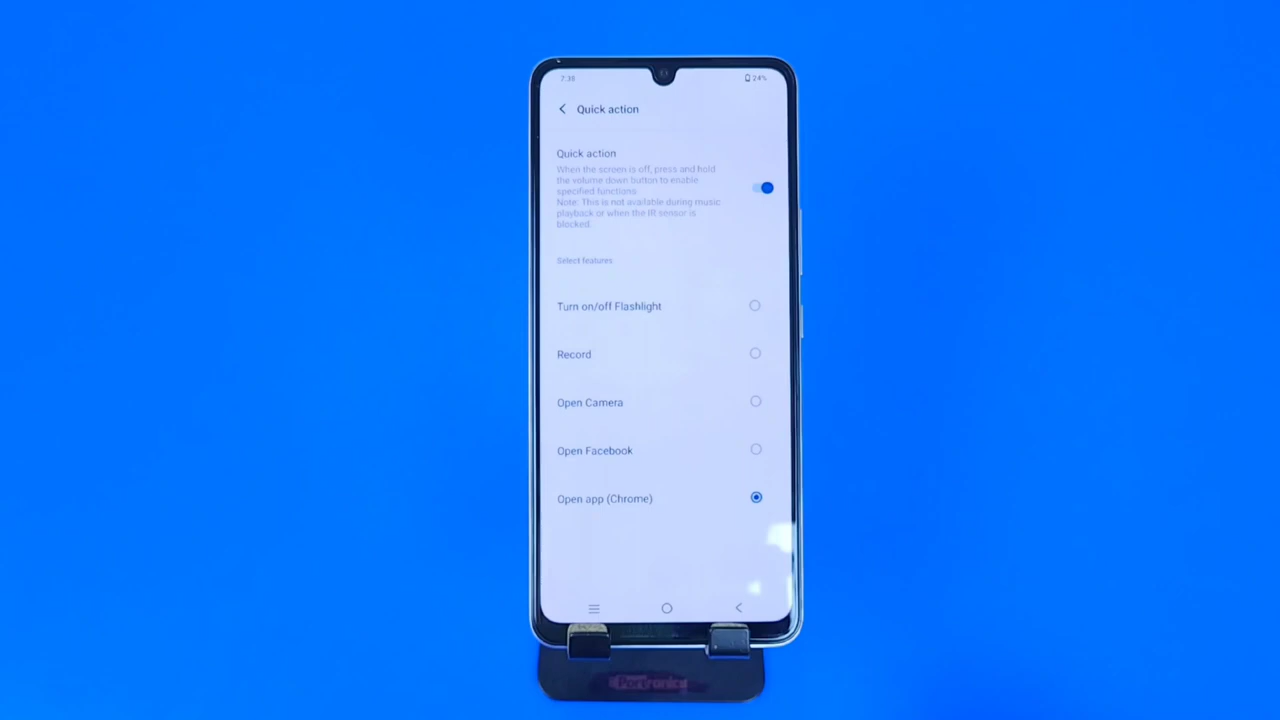 7:38
24%
Quick action
Quick action
When the screen is off, press and hold
the volume down button to enable
specified functions.
Note: This is not available during music
playback or when the IR sensor is
blocked.
Select features
Turn on/off Flashlight
Record
Open Camera
Open Facebook
Open app (Chrome)
Portronics